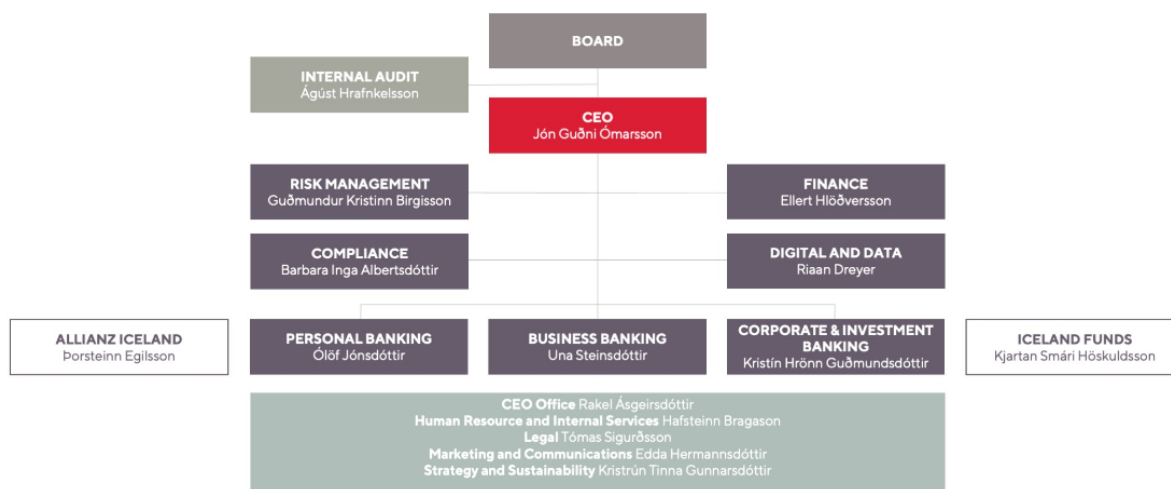 BOARD
INTERNAL AUDIT
Ágúst Hrafnkelsson
CEO
Jón Guðni Ómarsson
RISK MANAGEMENT
Guðmundur Kristinn Birgisson
FINANCE
Ellert Hlöðversson
COMPLIANCE
Barbara Inga Albertsdóttir
DIGITAL AND DATA
Riaan Dreyer
ALLIANZ ICELAND
Þorsteinn Egilsson
PERSONAL BANKING
Ólöf Jónsdóttir
BUSINESS BANKING
Una Steinsdóttir
CORPORATE & INVESTMENT
BANKING
Kristín Hrönn Guðmundsdóttir
ICELAND FUNDS
Kjartan Smári Höskuldsson
CEO Office Rakel Ásgeirsdóttir
Human Resource and Internal Services Hafsteinn Bragason
Legal Tómas Sigurðsson
Marketing and Communications Edda Hermannsdóttir
Strategy and Sustainability Kristrún Tinna Gunnarsdóttir